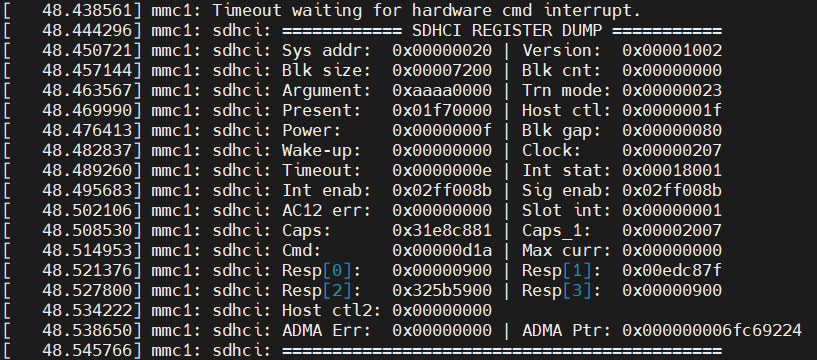 [   48.438561] mmc1: Timeout waiting for hardware cmd interrupt.
[   48.444296] mmc1: sdhci: ============ SDHCI REGISTER DUMP ===========
[   48.450721] mmc1: sdhci: Sys addr:  0x00000020 | Version:  0x00001002
[   48.457144] mmc1: sdhci: Blk size:  0x00007200 | Blk cnt:  0x00000000
[   48.463567] mmc1: sdhci: Argument:  0xaaaa0000 | Trn mode: 0x00000023
[   48.469990] mmc1: sdhci: Present:   0x01f70000 | Host ctl: 0x0000001f
[   48.476413] mmc1: sdhci: Power:     0x0000000f | Blk gap:  0x00000080
[   48.482837] mmc1: sdhci: Wake-up:   0x00000000 | Clock:    0x00000207
[   48.489260] mmc1: sdhci: Timeout:   0x0000000e | Int stat: 0x00018001
[   48.495683] mmc1: sdhci: Int enab:  0x02ff008b | Sig enab: 0x02ff008b
[   48.502106] mmc1: sdhci: AC12 err:  0x00000000 | Slot int: 0x00000001
[   48.508530] mmc1: sdhci: Caps:      0x31e8c881 | Caps_1:   0x00002007
[   48.514953] mmc1: sdhci: Cmd:       0x00000d1a | Max curr: 0x00000000
[   48.521376] mmc1: sdhci: Resp[0]:   0x00000900 | Resp[1]:  0x00edc87f
[   48.527800] mmc1: sdhci: Resp[2]:   0x325b5900 | Resp[3]:  0x00000900
[   48.534222] mmc1: sdhci: Host ctl2: 0x00000000
[   48.538650] mmc1: sdhci: ADMA Err:  0x00000000 | ADMA Ptr: 0x000000006fc69224
[   48.545766] mmc1: sdhci: ============================================